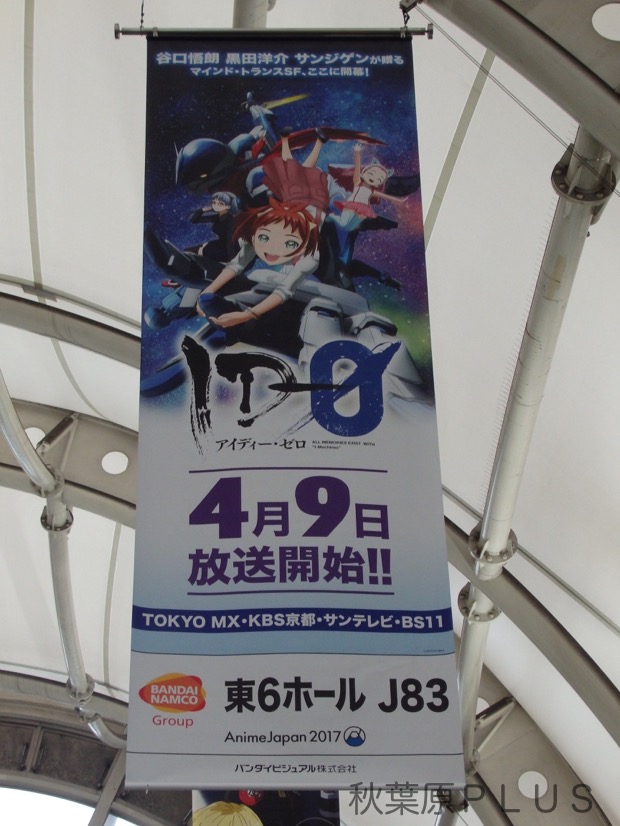 谷口悟朗 黒田洋介 サンジゲンが贈る
マインド・トランスSF、ここに開幕!
ID-0
アイディー・ゼロ
ALL MEMORIES EXIST WITH
"I-Machine"
4月9日
放送開始!!
TOKYO MX・KBS京都・サンテレビ・BS11
BANDAI
NAMCO
Group
東6ホール J83
AnimeJapan 2017
バンダイビジュアル株式会社
秋葉原PLUS